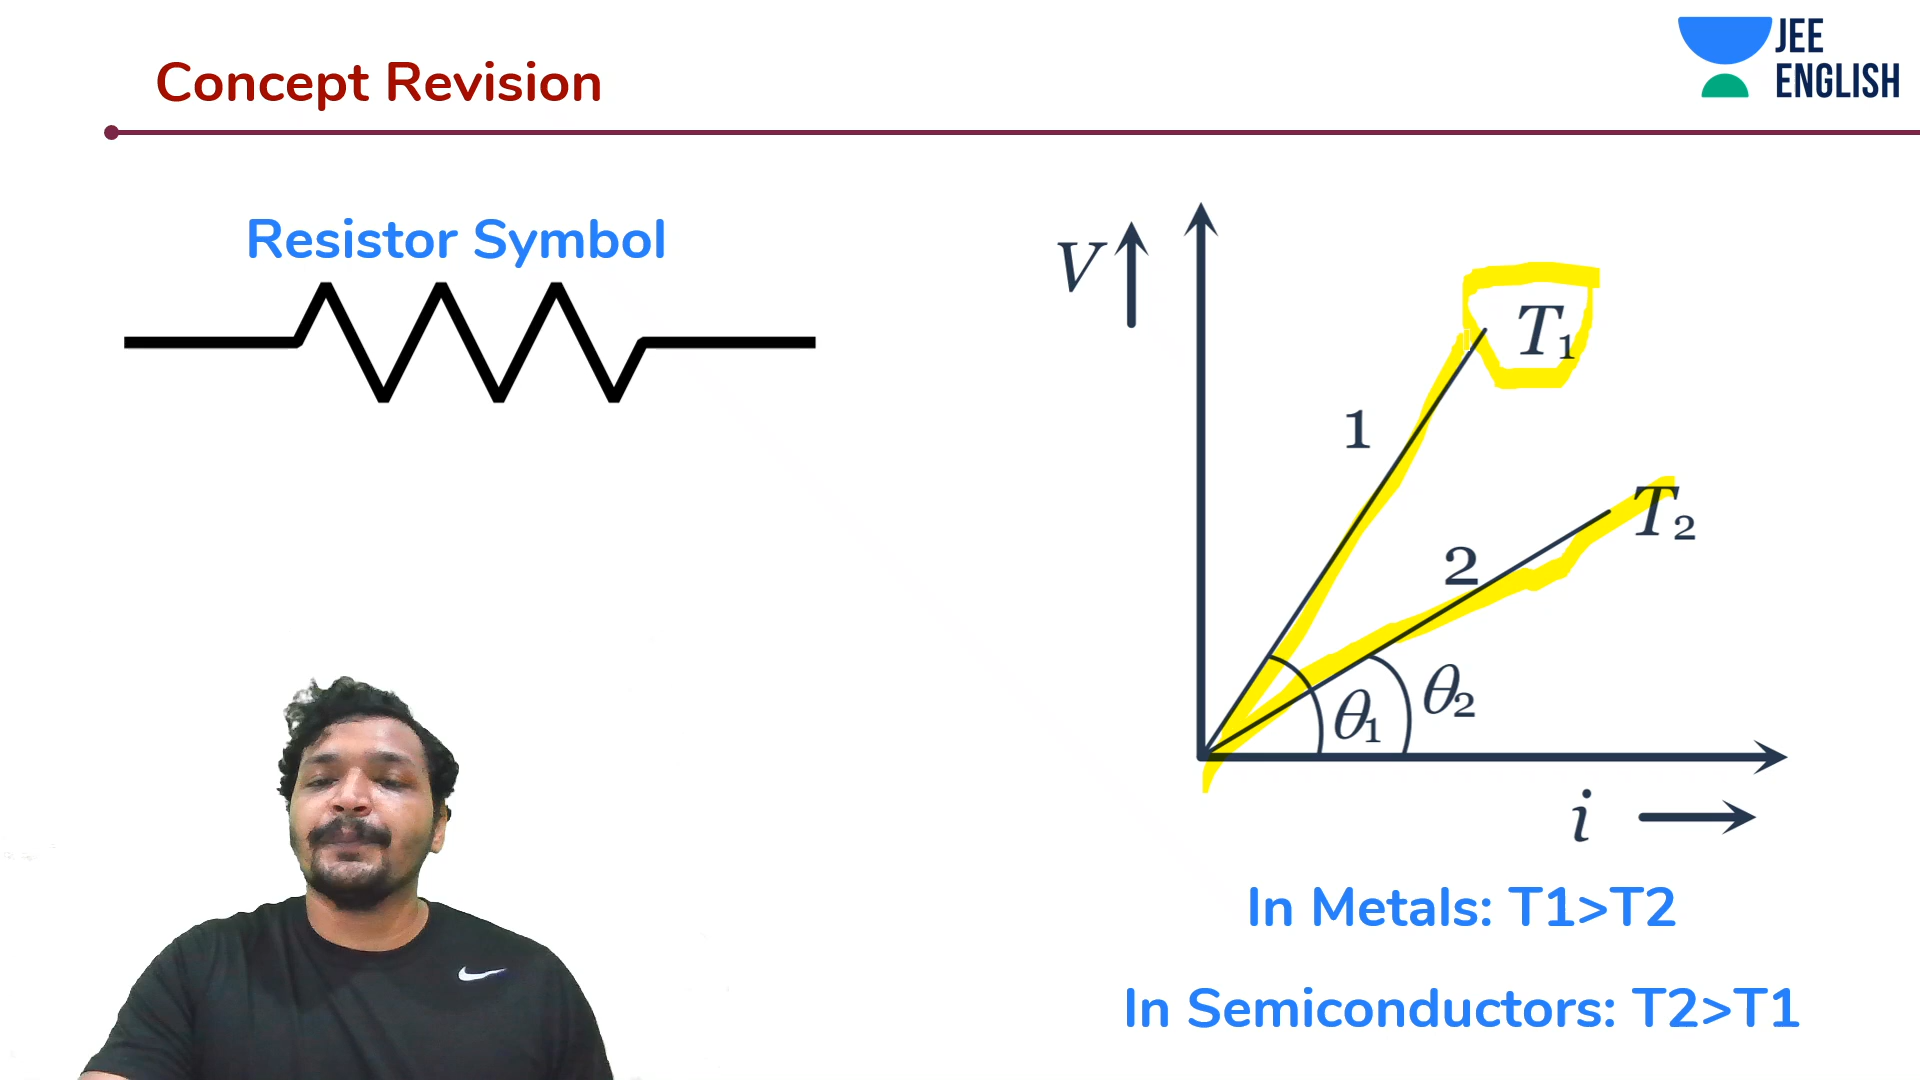 Concept Revision
JEE
ENGLISH
Resistor Symbol
V
T₁
1
T₂
2
θ₁
θ₂
i
In Metals: T1>T2
In Semiconductors: T2>T1